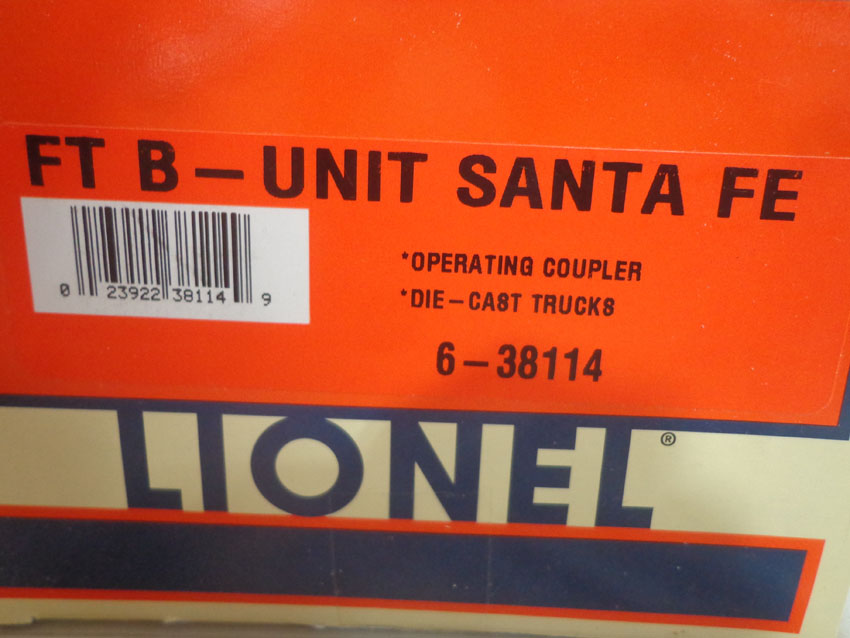 FT B-UNIT SANTA FE
*OPERATING COUPLER
*DIE-CAST TRUCKS
0 23922 38114 9
6-38114
LIONEL®